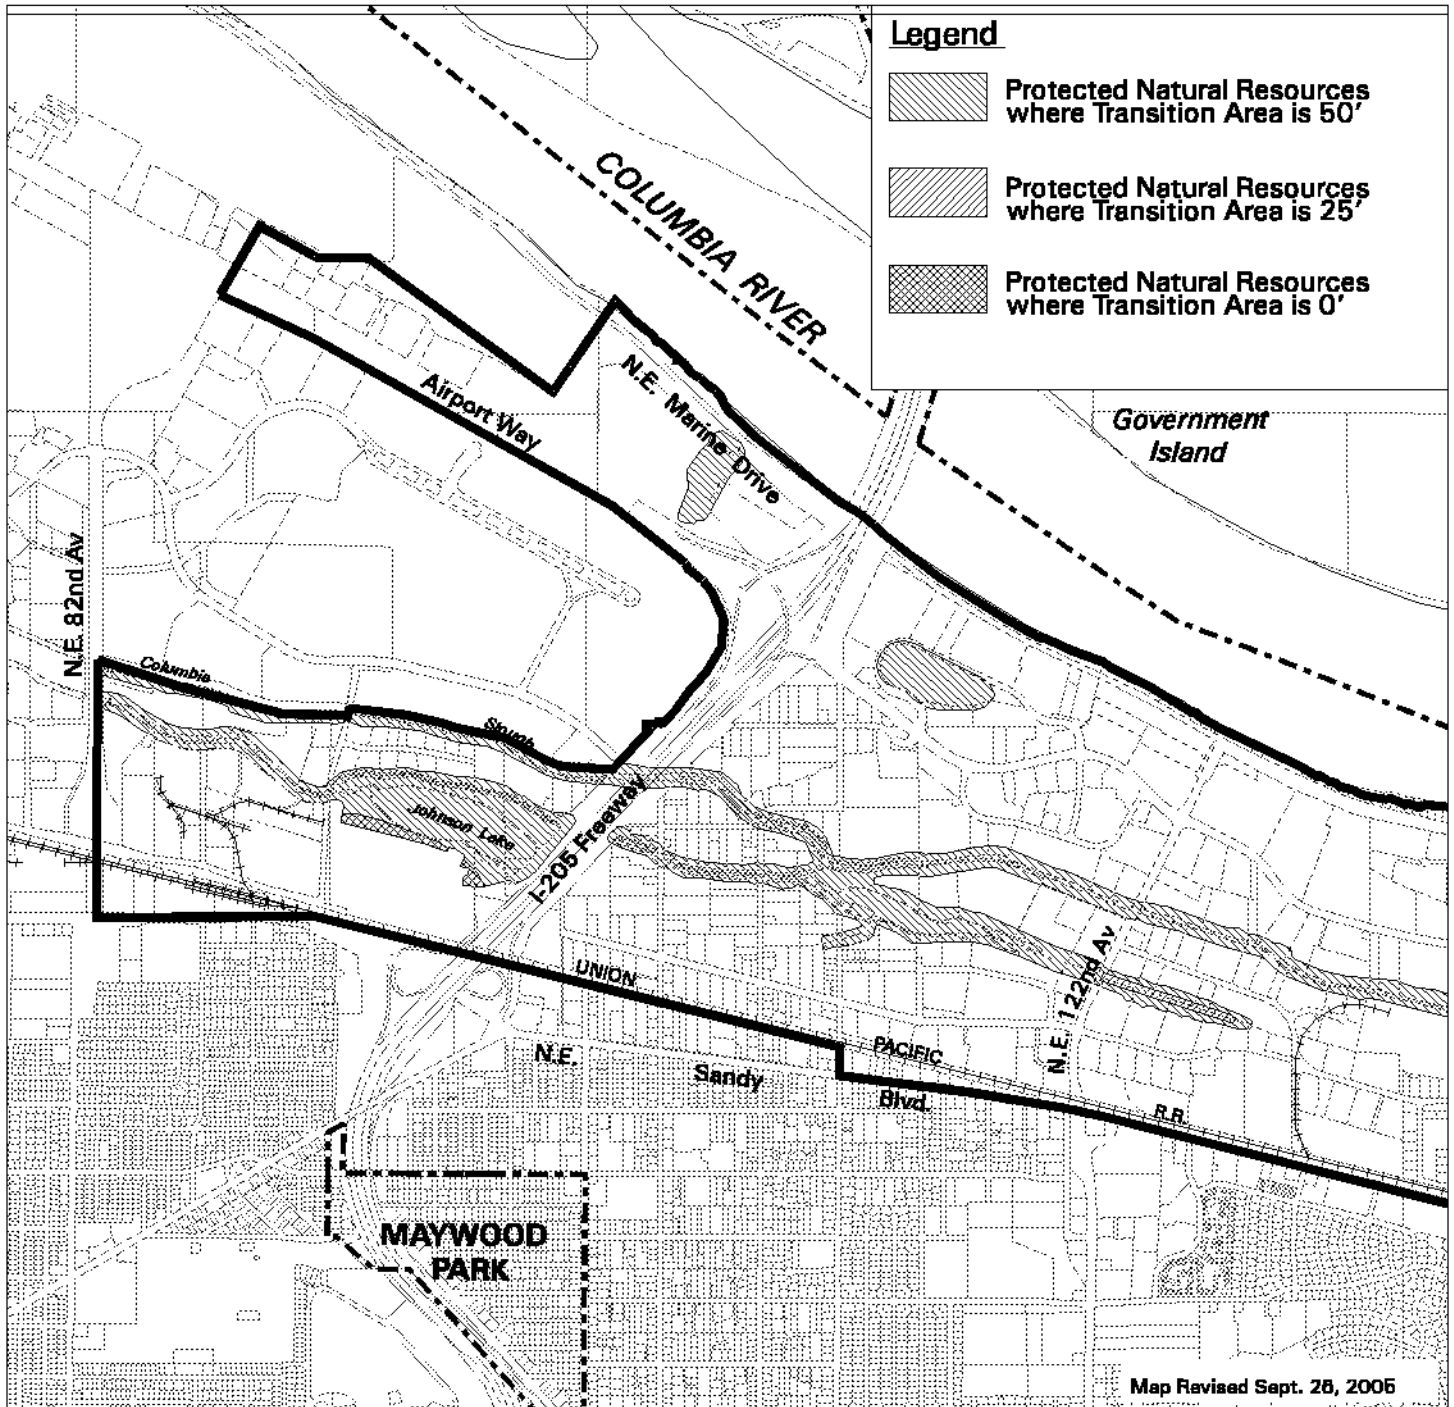 Legend
Protected Natural Resources
where Transition Area is 50'
Protected Natural Resources
where Transition Area is 25'
Protected Natural Resources
where Transition Area is 0'
COLUMBIA RIVER
Government
Island
N.E. Marine Drive
Airport Way
N.E. 82nd Av
Columbia
Slough
Johnson Lake
I-205 Freeway
N.E. 122nd Av
UNION
PACIFIC
R.R.
N.E.
Sandy
Blvd.
MAYWOOD
PARK
Map Revised Sept. 26, 2005